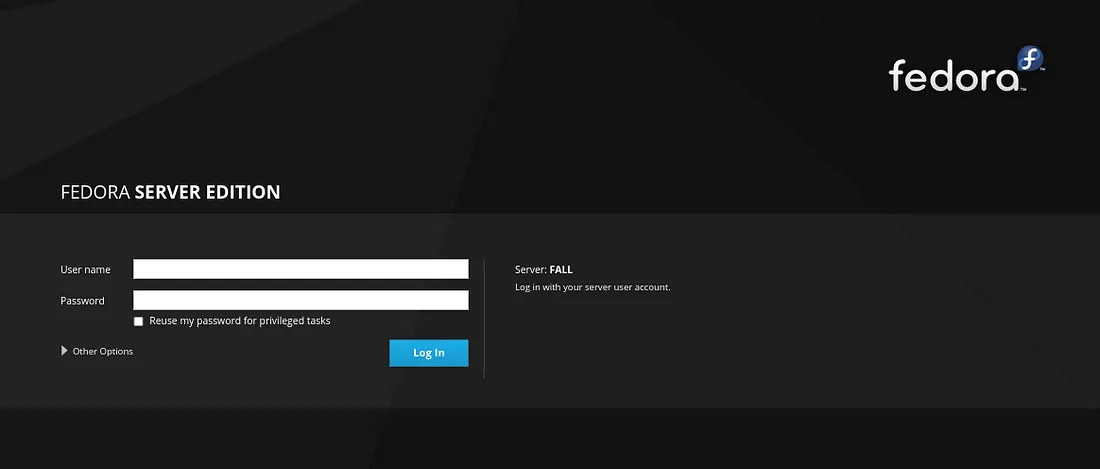 fedora
FEDORA SERVER EDITION
User name
Password
Reuse my password for privileged tasks
Other Options
Log In
Server: FALL
Log in with your server user account.